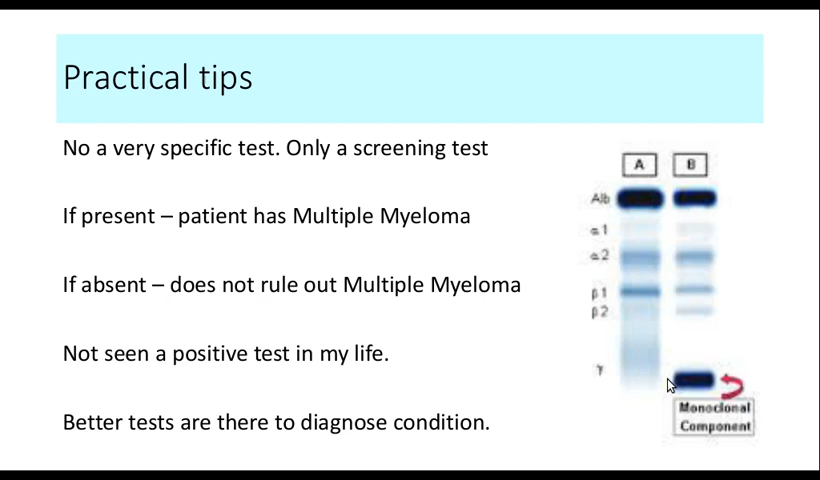 Practical tips
No a very specific test. Only a screening test
If present – patient has Multiple Myeloma
If absent – does not rule out Multiple Myeloma
Not seen a positive test in my life.
Better tests are there to diagnose condition.
A B
Alb
α1
α2
β1
β2
γ
Monoclonal
Component